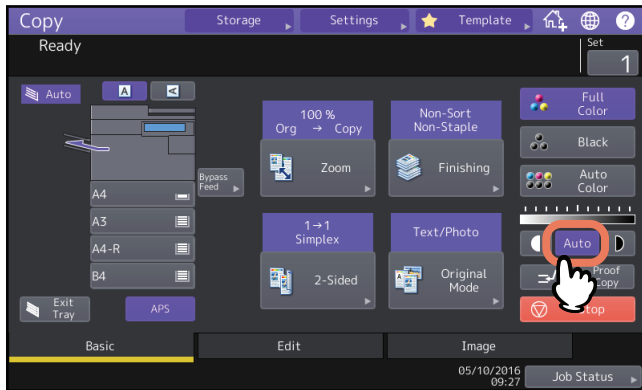 Copy
Storage
Settings
Template
?
Ready
Set
1
Auto
A
A
100 %
Org → Copy
Zoom
Non-Sort
Non-Staple
Finishing
Full
Color
Black
Auto
Color
Bypass
Feed
A4
A3
A4-R
B4
1→1
Simplex
2-Sided
Text/Photo
Original
Mode
Auto
Proof
Copy
Exit
Tray
APS
Stop
Basic
Edit
Image
05/10/2016
09:27
Job Status